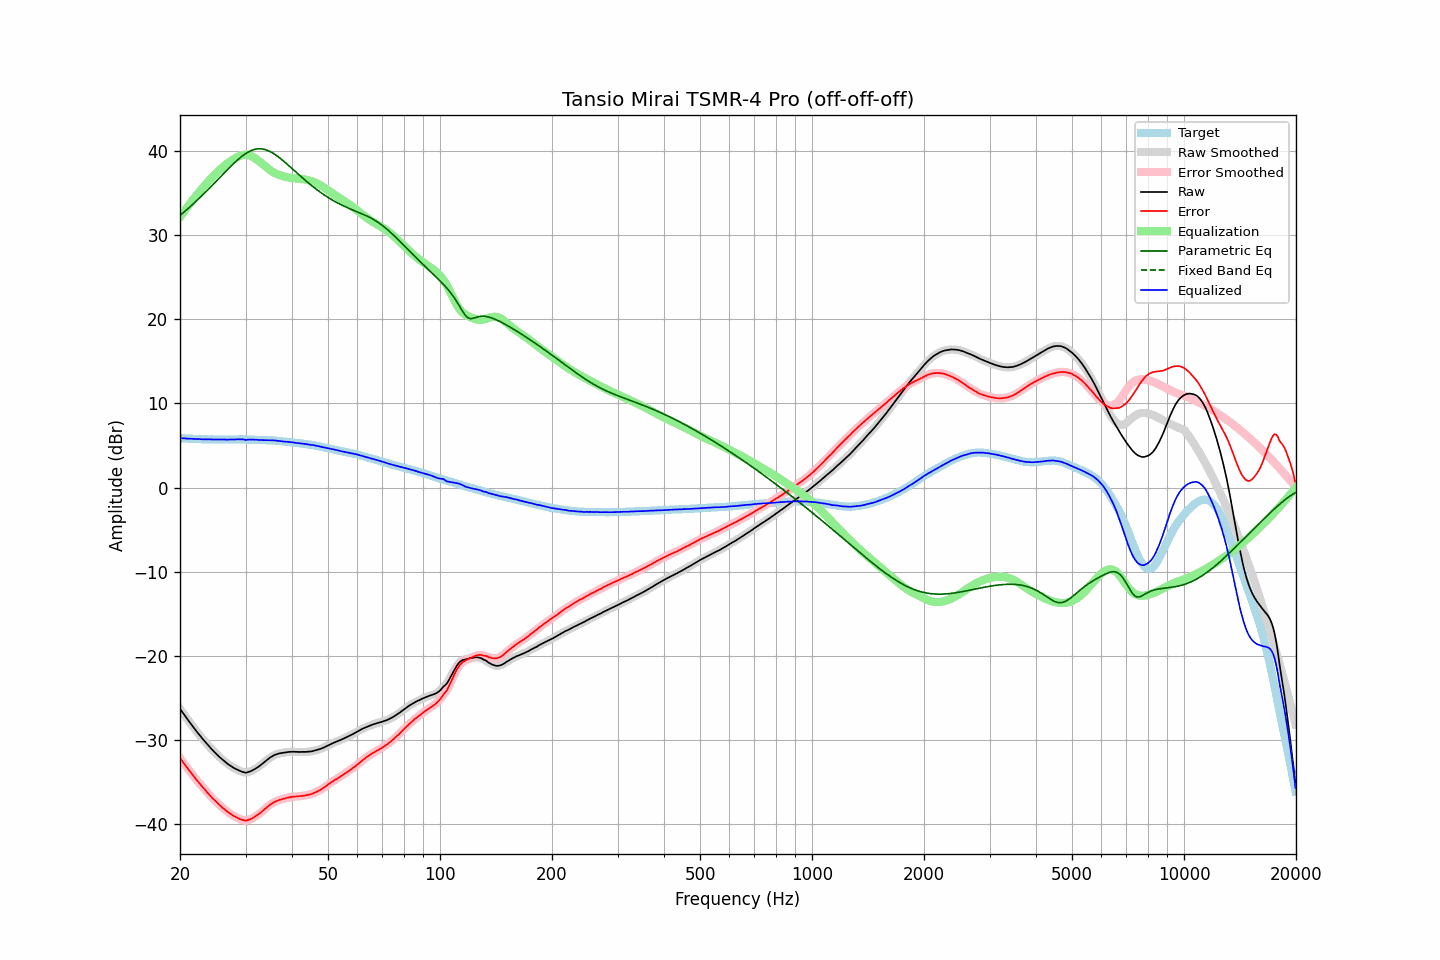 Tansio Mirai TSMR-4 Pro (off-off-off)
Target
Raw Smoothed
Error Smoothed
Raw
Error
Equalization
Parametric Eq
Fixed Band Eq
Equalized
Amplitude (dBr)
40
30
20
10
0
−10
−20
−30
−40
20
50
100
200
500
1000
2000
5000
10000
20000
Frequency (Hz)